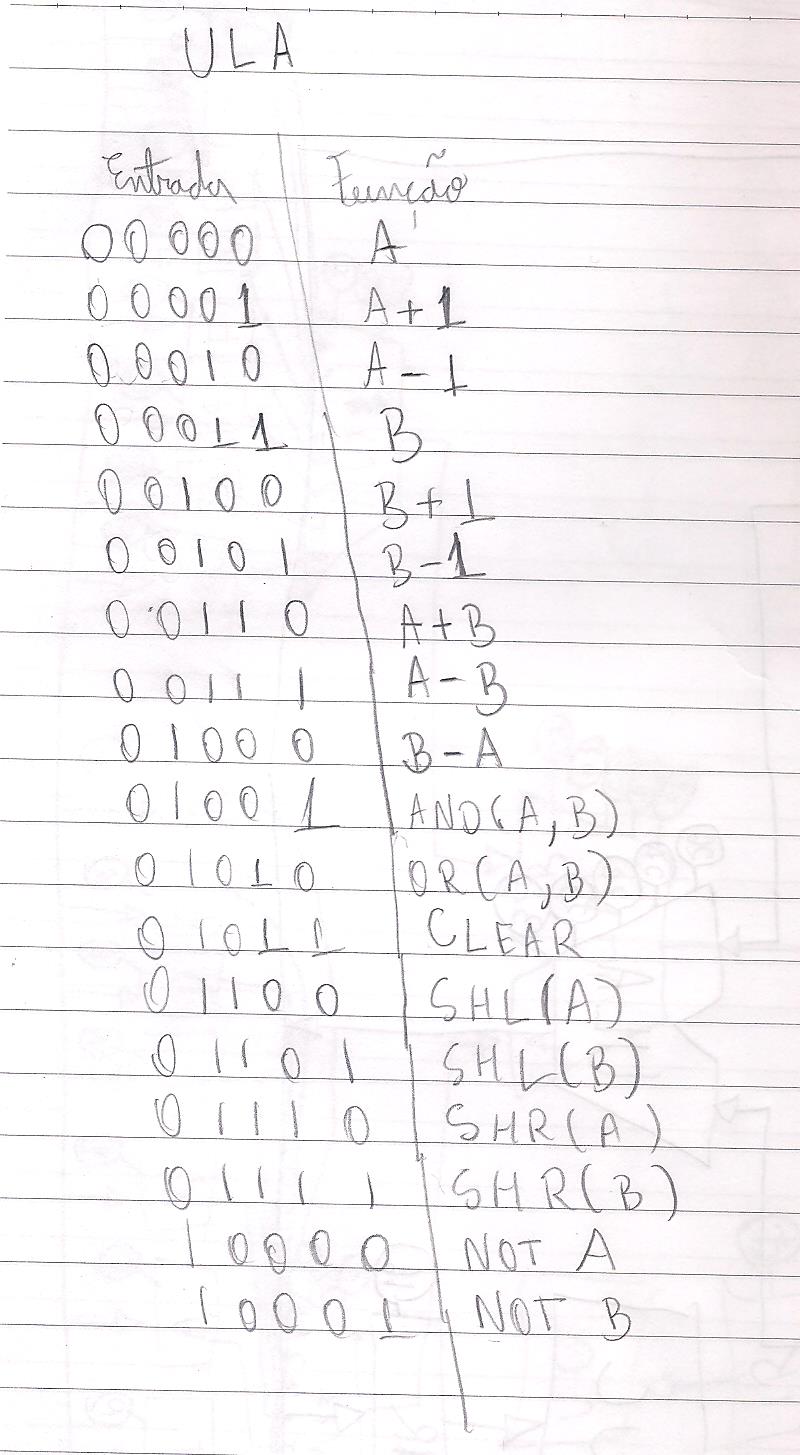 ULA
Entrada Função
00000 A
00001 A+1
00010 A-1
00011 B
00100 B+1
00101 B-1
00110 A+B
00111 A-B
01000 B-A
01001 AND(A,B)
01010 OR(A,B)
01011 CLEAR
01100 SHL(A)
01101 SHL(B)
01110 SHR(A)
01111 SHR(B)
10000 NOT A
10001 NOT B